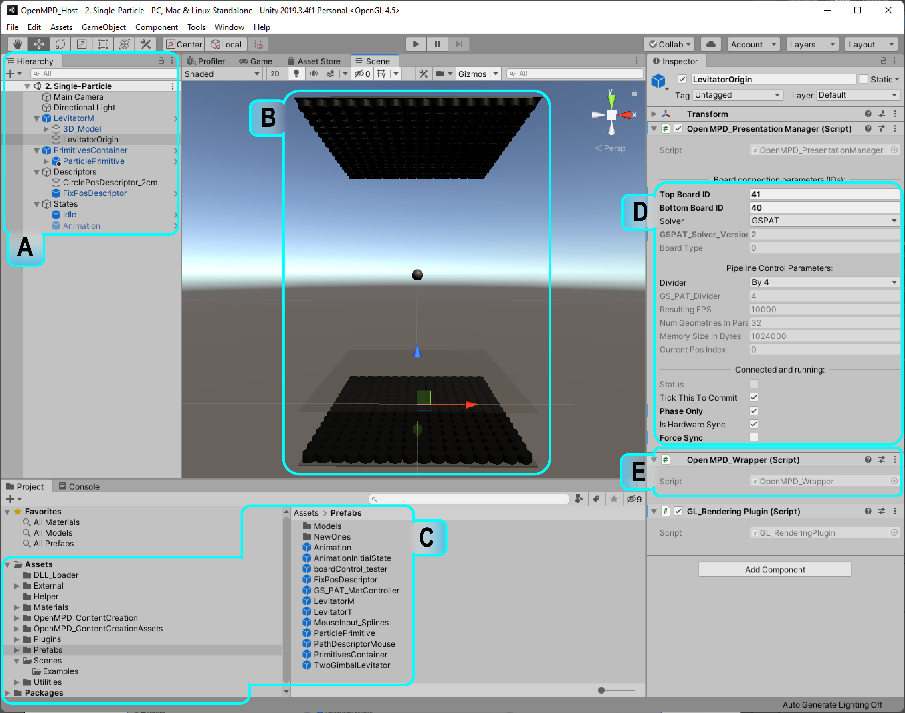 OpenMPD_Host - 2. Single-Particle - PC, Mac & Linux Standalone - Unity 2019.3.4f1 Personal <OpenGL 4.5>
File Edit Assets GameObject Component Tools Window Help
Center Local Collab Account Layers Layout
Hierarchy
All
2. Single-Particle
Main Camera
Directional Light
LevitatorM
3D_Model
LevitatorOrigin
PrimitivesContainer
ParticlePrimitive
Descriptors
CirclePosDescriptor_2cm
FixPosDescriptor
States
Idle
Animation
A
Profiler Game Asset Store Scene
Shaded 2D 0 Gizmos All
B
y
x
Persp
Inspector
LevitatorOrigin Static
Tag Untagged Layer Default
Transform
Open MPD_Presentation Manager (Script)
Script OpenMPD_PresentationManager
Board connection parameters (IDs):
D
Top Board ID 41
Bottom Board ID 40
Solver GSPAT
GSPAT_Solver_Version 2
Board Type 0
Pipeline Control Parameters:
Divider By 4
GS_PAT_Divider 4
Resulting FPS 10000
Num Geometries In Para 32
Memory Size In Bytes 1024000
Current Pos Index 0
Connected and running:
Status
Tick This To Commit
Phase Only
Is Hardware Sync
Force Sync
E
Open MPD_Wrapper (Script)
Script OpenMPD_Wrapper
GL_Rendering Plugin (Script)
Script GL_RenderingPlugin
Add Component
Project Console
9
Favorites
All Materials
All Models
All Prefabs
Assets
DLL_Loader
External
Helper
Materials
OpenMPD_ContentCreation
OpenMPD_ContentCreationAssets
Plugins
Prefabs
Scenes
Examples
Utilities
Packages
Assets > Prefabs
C
Models
NewOnes
Animation
AnimationInitialState
boardControl_tester
FixPosDescriptor
GS_PAT_MatController
LevitatorM
LevitatorT
MouseInput_Splines
ParticlePrimitive
PathDescriptorMouse
PrimitivesContainer
TwoGimbalLevitator
Auto Generate Lighting Off